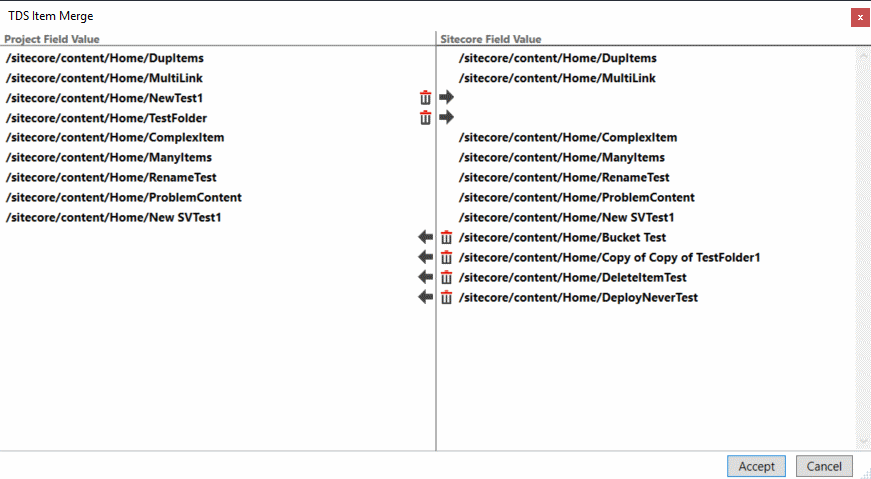 TDS Item Merge
x
Project Field Value
Sitecore Field Value
/sitecore/content/Home/DupItems
/sitecore/content/Home/DupItems
/sitecore/content/Home/MultiLink
/sitecore/content/Home/MultiLink
/sitecore/content/Home/NewTest1
/sitecore/content/Home/TestFolder
/sitecore/content/Home/ComplexItem
/sitecore/content/Home/ComplexItem
/sitecore/content/Home/ManyItems
/sitecore/content/Home/ManyItems
/sitecore/content/Home/RenameTest
/sitecore/content/Home/RenameTest
/sitecore/content/Home/ProblemContent
/sitecore/content/Home/ProblemContent
/sitecore/content/Home/New SVTest1
/sitecore/content/Home/New SVTest1
/sitecore/content/Home/Bucket Test
/sitecore/content/Home/Copy of Copy of TestFolder1
/sitecore/content/Home/DeleteItemTest
/sitecore/content/Home/DeployNeverTest
Accept
Cancel